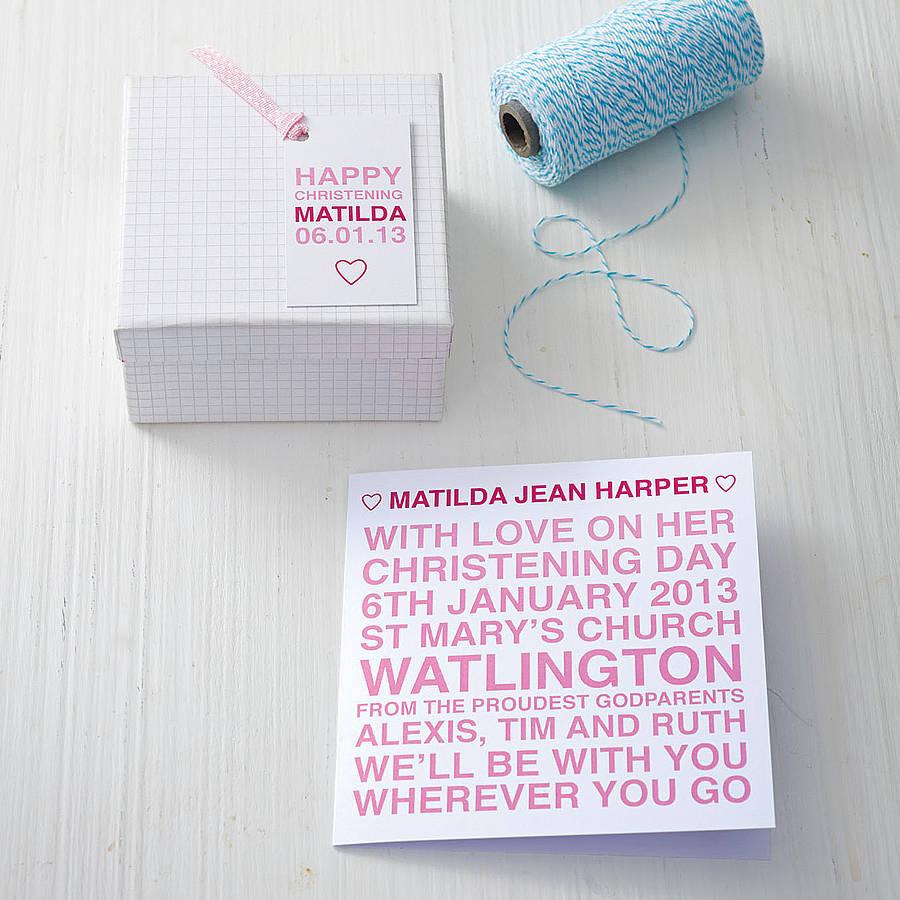 HAPPY
CHRISTENING
MATILDA
06.01.13
MATILDA JEAN HARPER
WITH LOVE ON HER
CHRISTENING DAY
6TH JANUARY 2013
ST MARY'S CHURCH
WATLINGTON
FROM THE PROUDEST GODPARENTS
ALEXIS, TIM AND RUTH
WE'LL BE WITH YOU
WHEREVER YOU GO